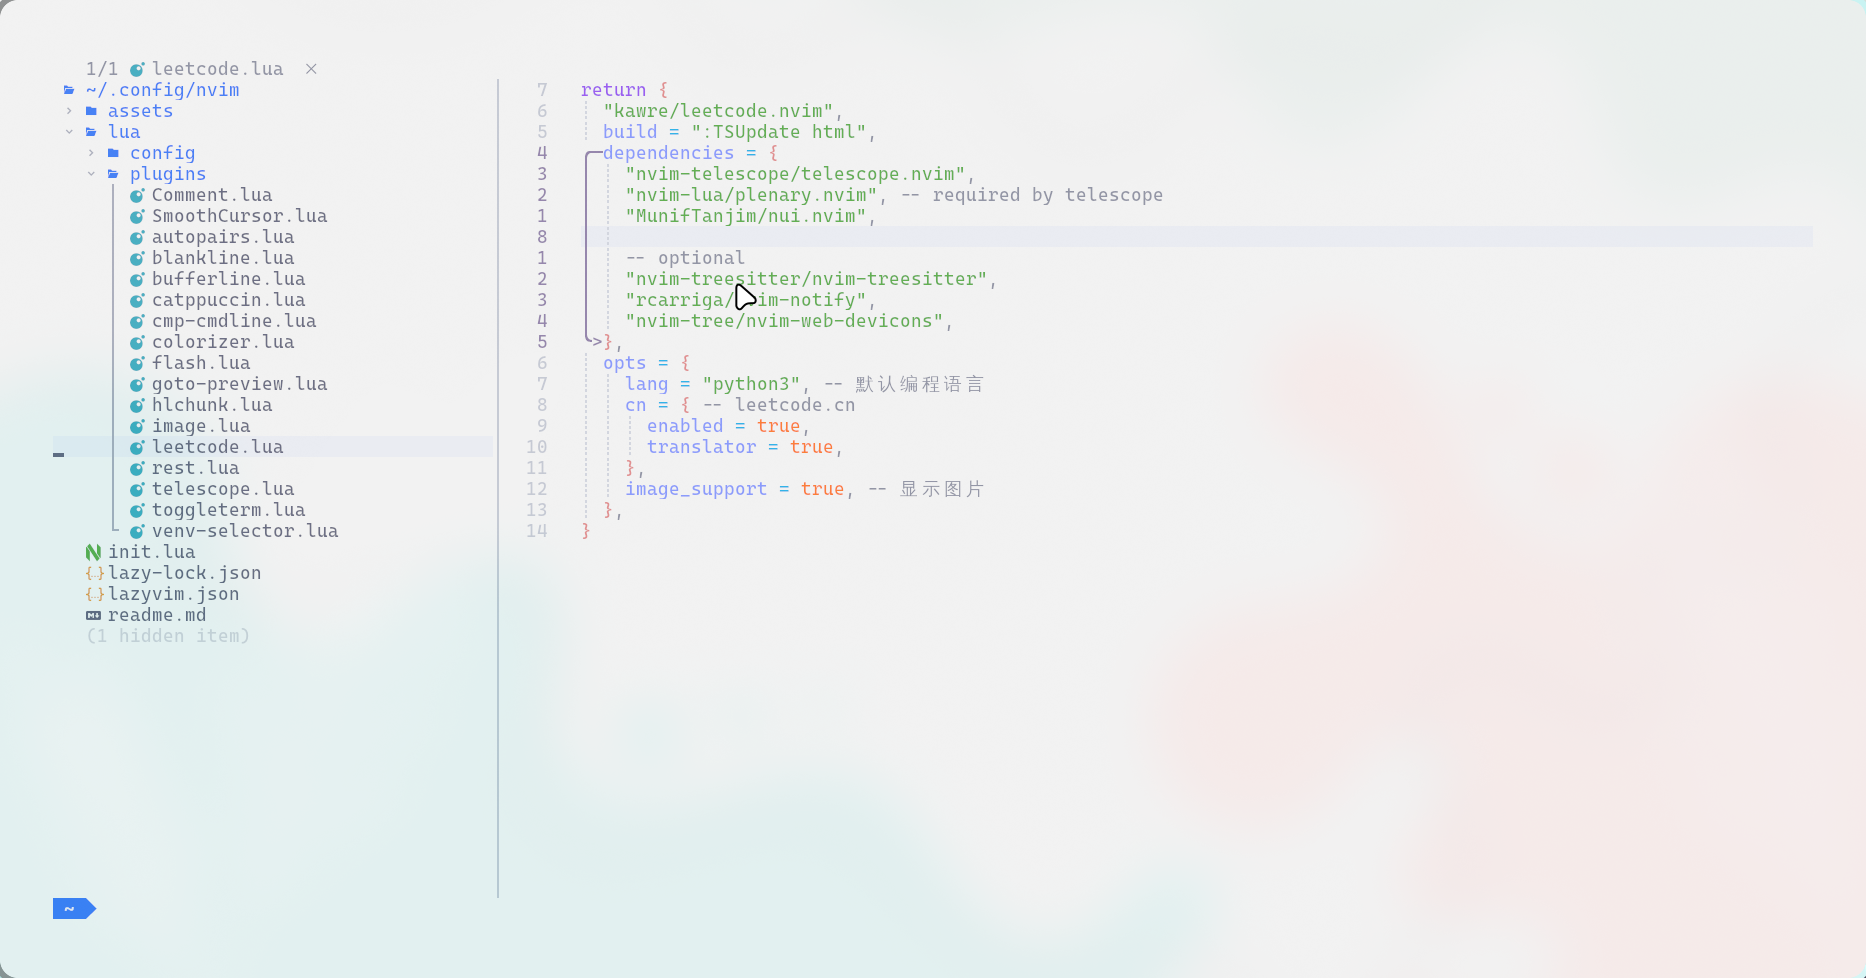 1/1 leetcode.lua ×
~/.config/nvim
assets
lua
config
plugins
Comment.lua
SmoothCursor.lua
autopairs.lua
blankline.lua
bufferline.lua
catppuccin.lua
cmp-cmdline.lua
colorizer.lua
flash.lua
goto-preview.lua
hlchunk.lua
image.lua
leetcode.lua
rest.lua
telescope.lua
toggleterm.lua
venv-selector.lua
init.lua
lazy-lock.json
lazyvim.json
readme.md
(1 hidden item)
7 return {
6 "kawre/leetcode.nvim",
5 build = ":TSUpdate html",
4 dependencies = {
3 "nvim-telescope/telescope.nvim",
2 "nvim-lua/plenary.nvim", -- required by telescope
1 "MunifTanjim/nui.nvim",
8
1 -- optional
2 "nvim-treesitter/nvim-treesitter",
3 "rcarriga/vim-notify",
4 "nvim-tree/nvim-web-devicons",
5 },
6 opts = {
7 lang = "python3", -- 默认编程语言
8 cn = { -- leetcode.cn
9 enabled = true,
10 translator = true,
11 },
12 image_support = true, -- 显示图片
13 },
14 }
~